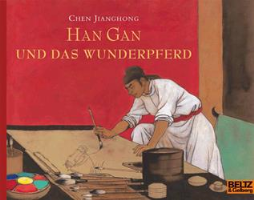 CHEN JIANGHONG
HAN GAN
UND DAS WUNDERPFERD
BELTZ
& Gelberg